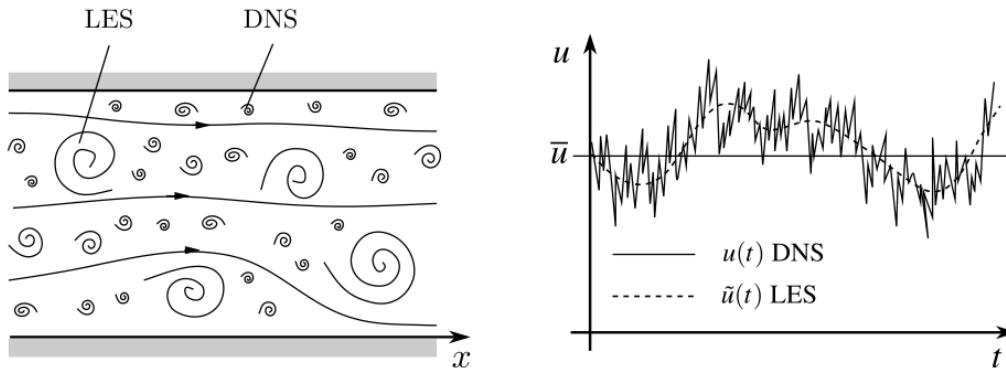 LES
DNS
x
u
u̅
u(t) DNS
ũ(t) LES
t